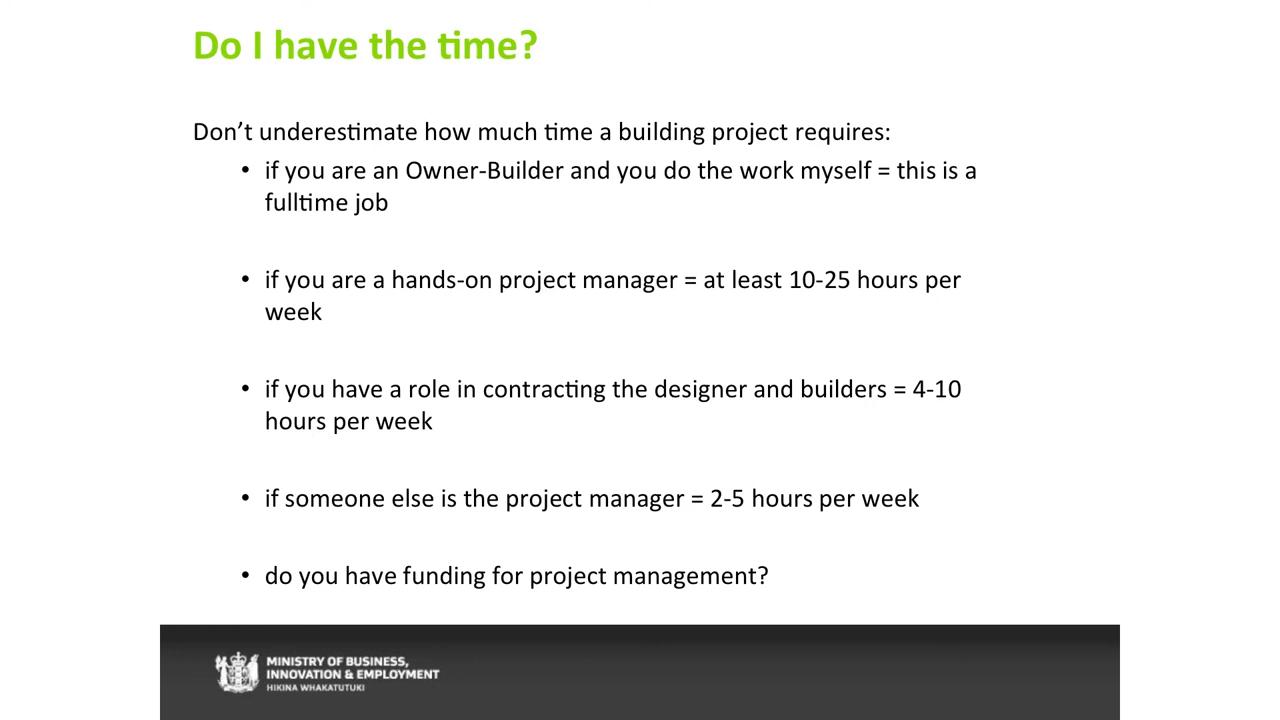 Do I have the time?
Don’t underestimate how much time a building project requires:
• if you are an Owner-Builder and you do the work myself = this is a
fulltime job
• if you are a hands-on project manager = at least 10-25 hours per
week
• if you have a role in contracting the designer and builders = 4-10
hours per week
• if someone else is the project manager = 2-5 hours per week
• do you have funding for project management?
MINISTRY OF BUSINESS,
INNOVATION & EMPLOYMENT
HIKINA WHAKATUTUKI